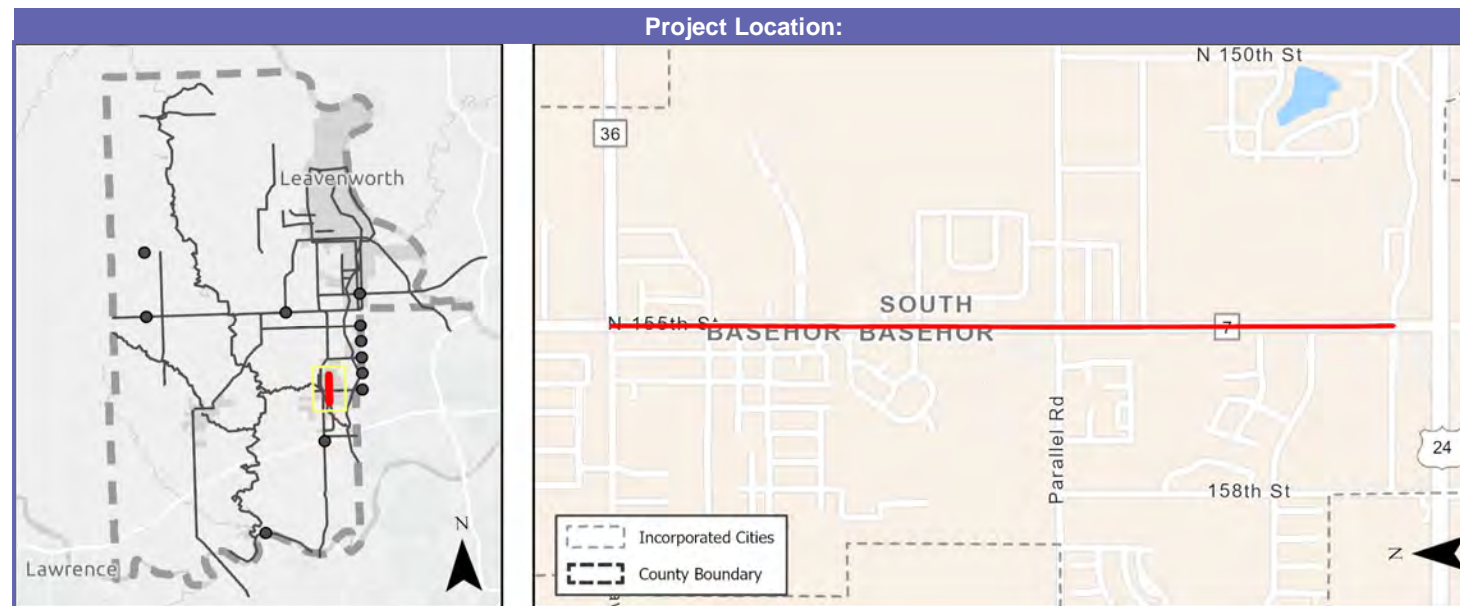 Project Location:
Leavenworth
Lawrence
N
N 150th St
36
SOUTH
N 155th St
BASEHOR BASEHOR
7
Parallel Rd
24
158th St
Incorporated Cities
County Boundary
N